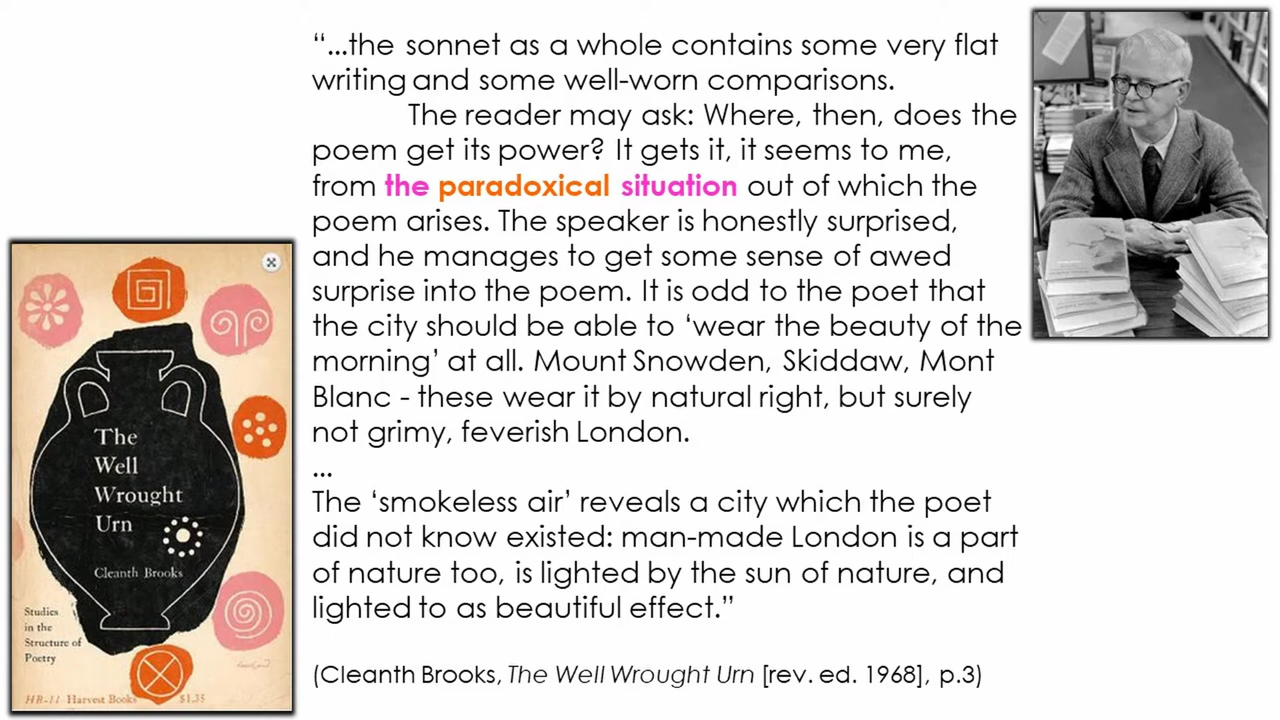 “...the sonnet as a whole contains some very flat
writing and some well-worn comparisons.
The reader may ask: Where, then, does the
poem get its power? It gets it, it seems to me,
from the paradoxical situation out of which the
poem arises. The speaker is honestly surprised,
and he manages to get some sense of awed
surprise into the poem. It is odd to the poet that
the city should be able to ‘wear the beauty of the
morning’ at all. Mount Snowden, Skiddaw, Mont
Blanc - these wear it by natural right, but surely
not grimy, feverish London.
...
The ‘smokeless air’ reveals a city which the poet
did not know existed: man-made London is a part
of nature too, is lighted by the sun of nature, and
lighted to as beautiful effect.”
(Cleanth Brooks, The Well Wrought Urn [rev. ed. 1968], p.3)
The
Well
Wrought
Urn
Cleanth Brooks
Studies
in the
Structure of
Poetry
HB-11 Harvest Books $1.35